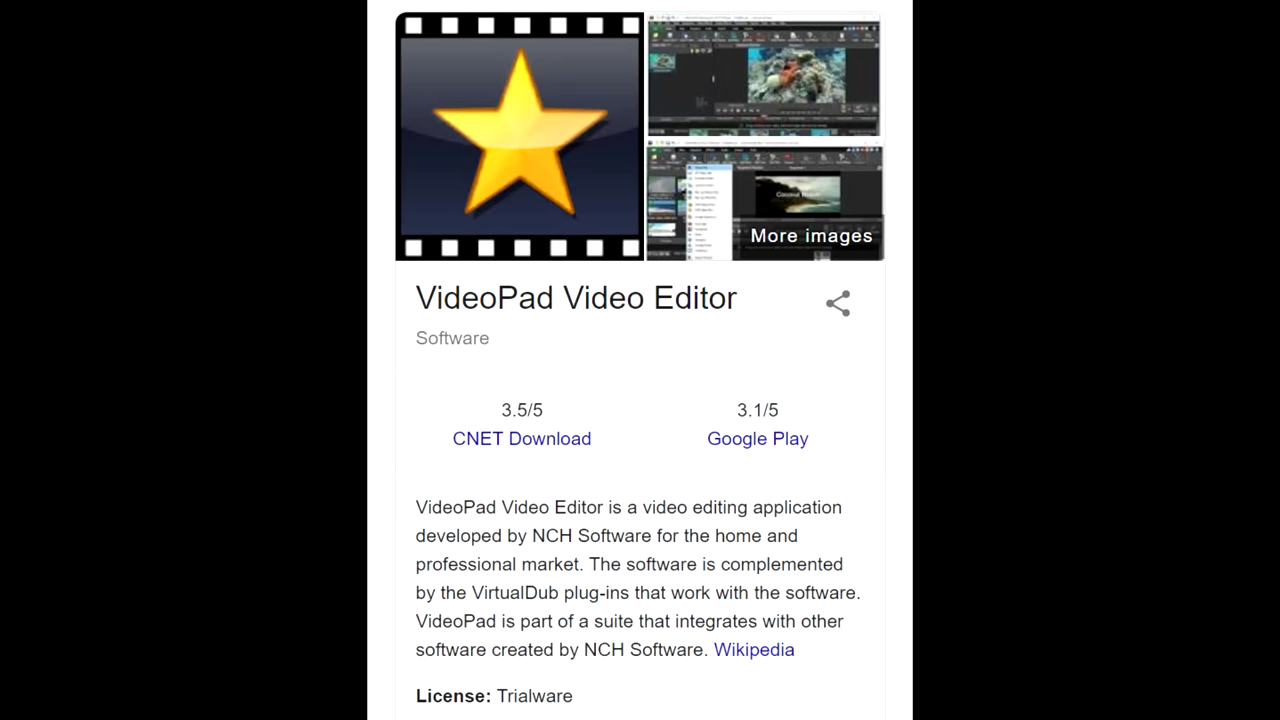 More images
VideoPad Video Editor
Software
3.5/5
3.1/5
CNET Download
Google Play
VideoPad Video Editor is a video editing application
developed by NCH Software for the home and
professional market. The software is complemented
by the VirtualDub plug-ins that work with the software.
VideoPad is part of a suite that integrates with other
software created by NCH Software. Wikipedia
License: Trialware